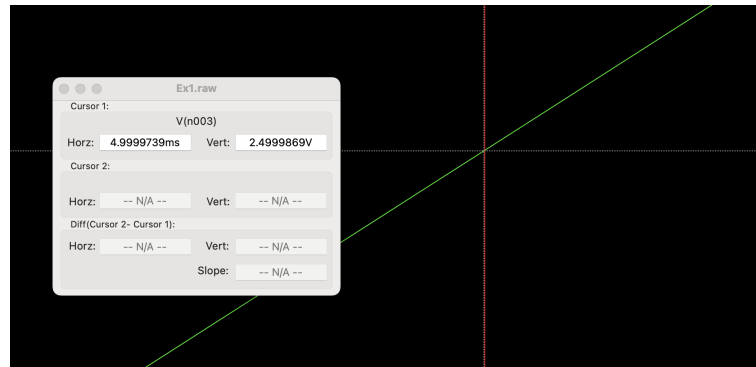 Ex1.raw
Cursor 1:
V(n003)
Horz: 4.9999739ms Vert: 2.4999869V
Cursor 2:
Horz: -- N/A -- Vert: -- N/A --
Diff(Cursor 2- Cursor 1):
Horz: -- N/A -- Vert: -- N/A --
Slope: -- N/A --